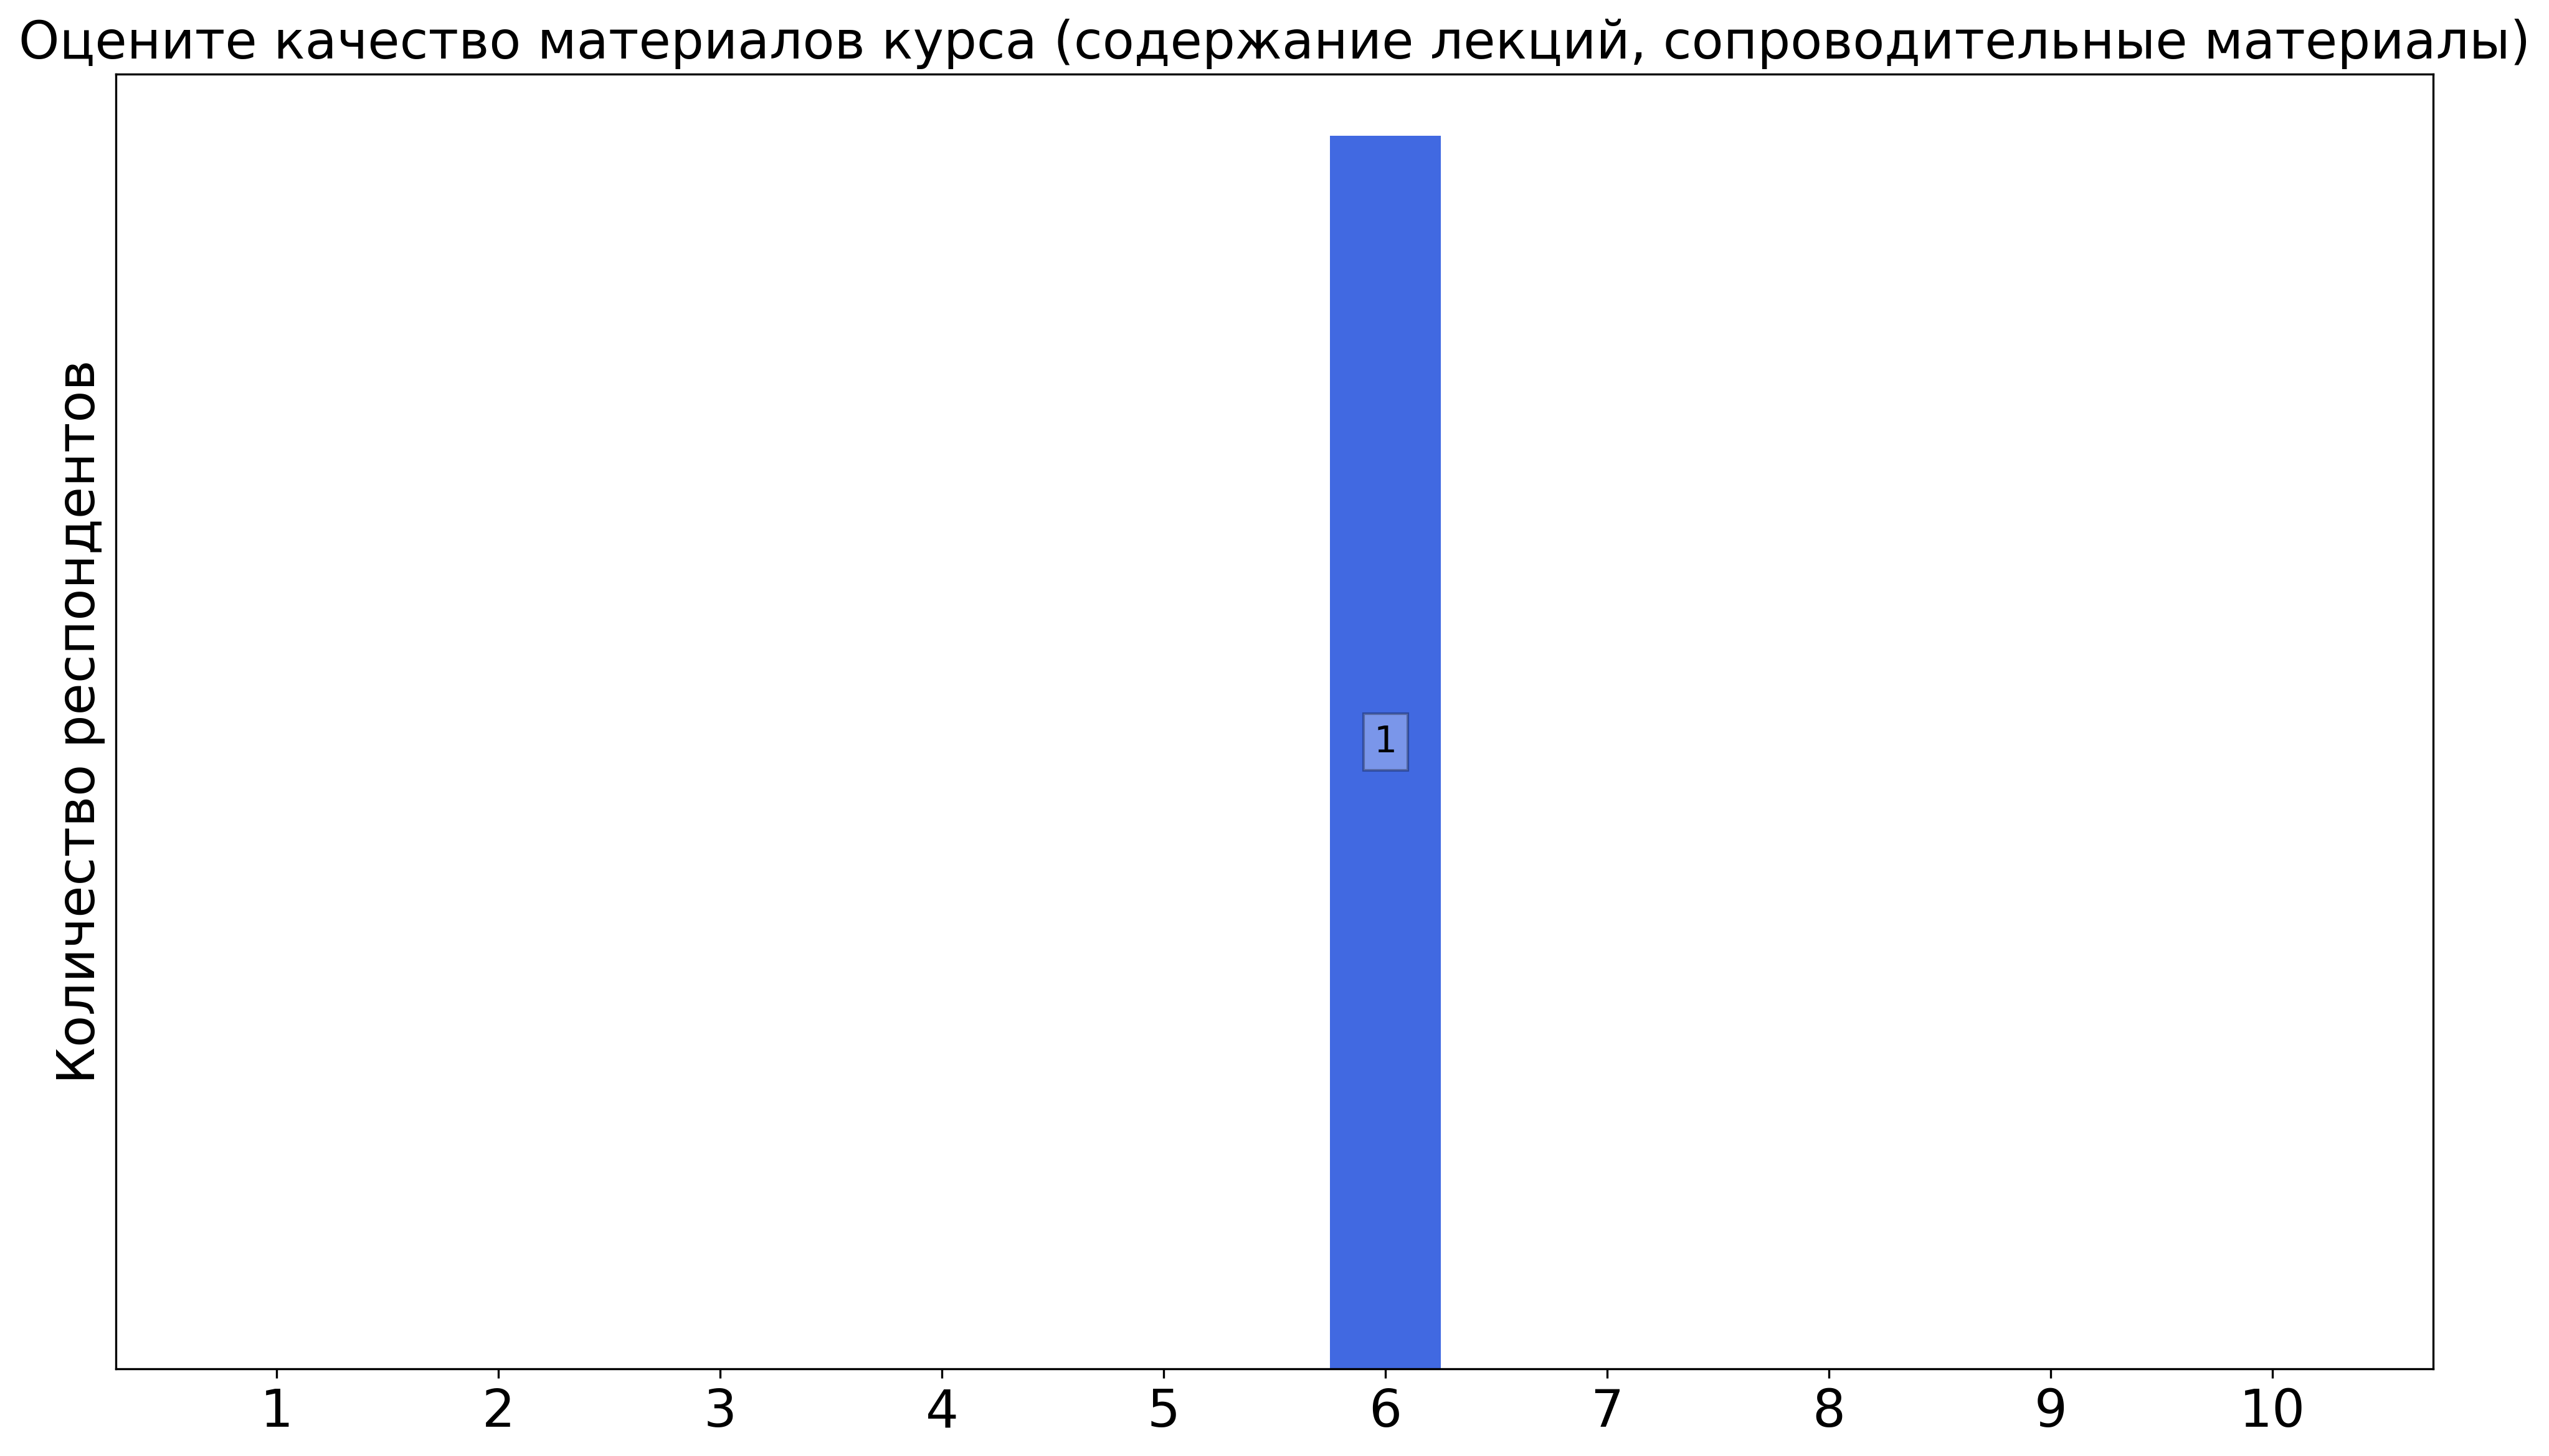 Оцените качество материалов курса (содержание лекций, сопроводительные материалы)
Количество респондентов
1
1 2 3 4 5 6 7 8 9 10